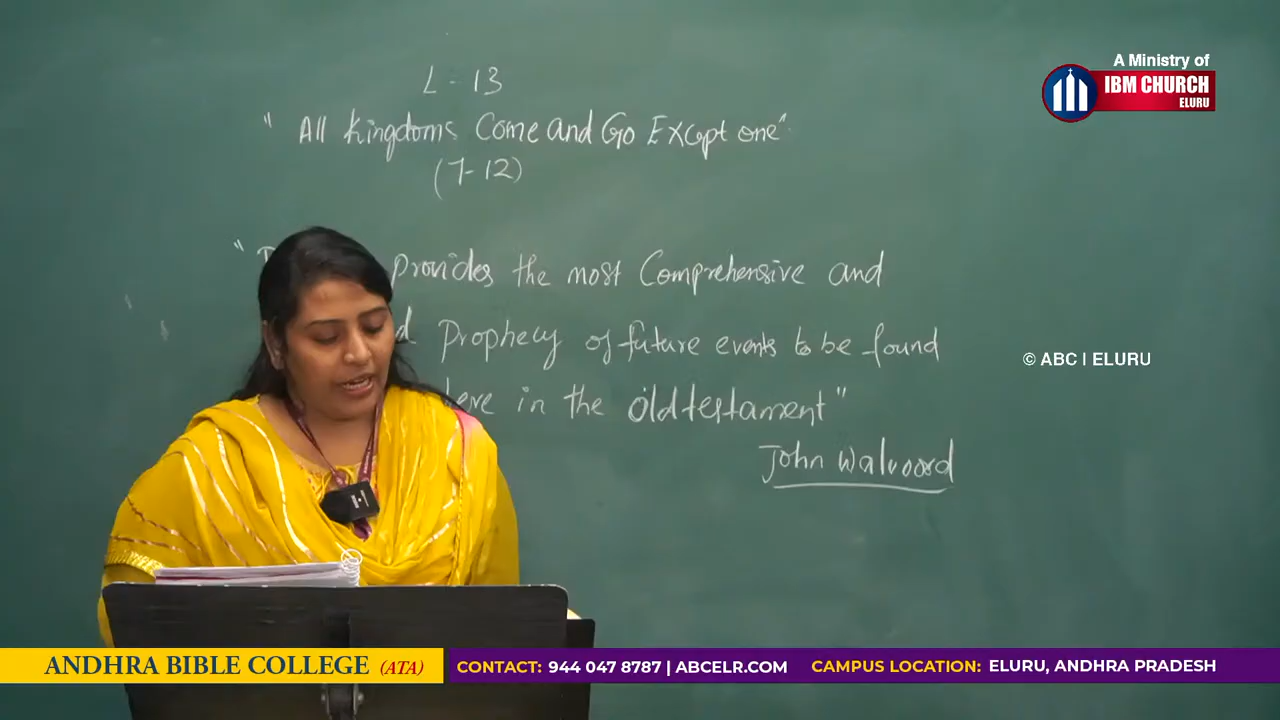 L - 13
" All Kingdoms Come and Go Except one"
(7-12)
" provides the most Comprehensive and
Prophecy of future events to be found
in the oldtestament"
John Walvoord
A Ministry of
IBM CHURCH
ELURU
© ABC I ELURU
ANDHRA BIBLE COLLEGE (ATA)
CONTACT: 944 047 8787 | ABCELR.COM
CAMPUS LOCATION: ELURU, ANDHRA PRADESH